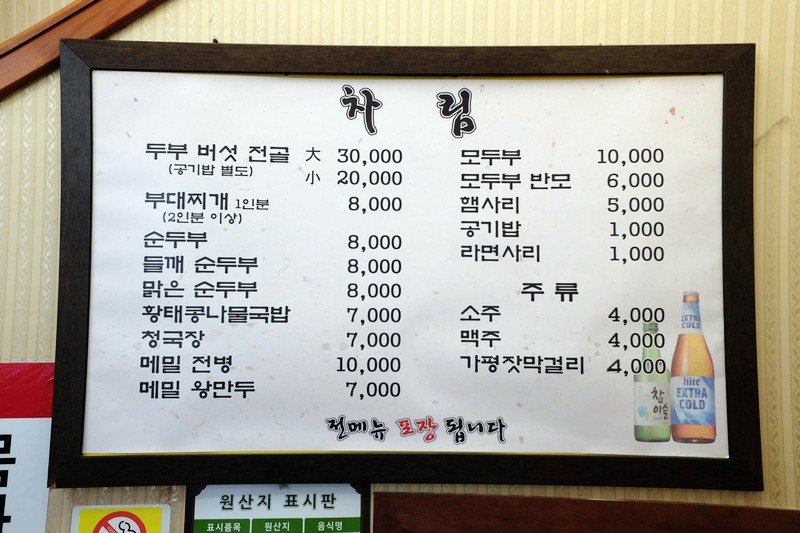 차림
두부 버섯 전골 大 30,000
(공기밥 별도) 小 20,000
부대찌개 1인분 8,000
(2인분 이상)
순두부 8,000
들깨 순두부 8,000
맑은 순두부 8,000
황태콩나물국밥 7,000
청국장 7,000
메밀 전병 10,000
메밀 왕만두 7,000
모두부 10,000
모두부 반모 6,000
햄사리 5,000
공기밥 1,000
라면사리 1,000
주류
소주 4,000
맥주 4,000
가평잣막걸리 4,000
참이슬
EXTRA
COLD
hite
EXTRA
COLD
전메뉴 포장 됩니다
원산지 표시판
표시품목 원산지 음식명